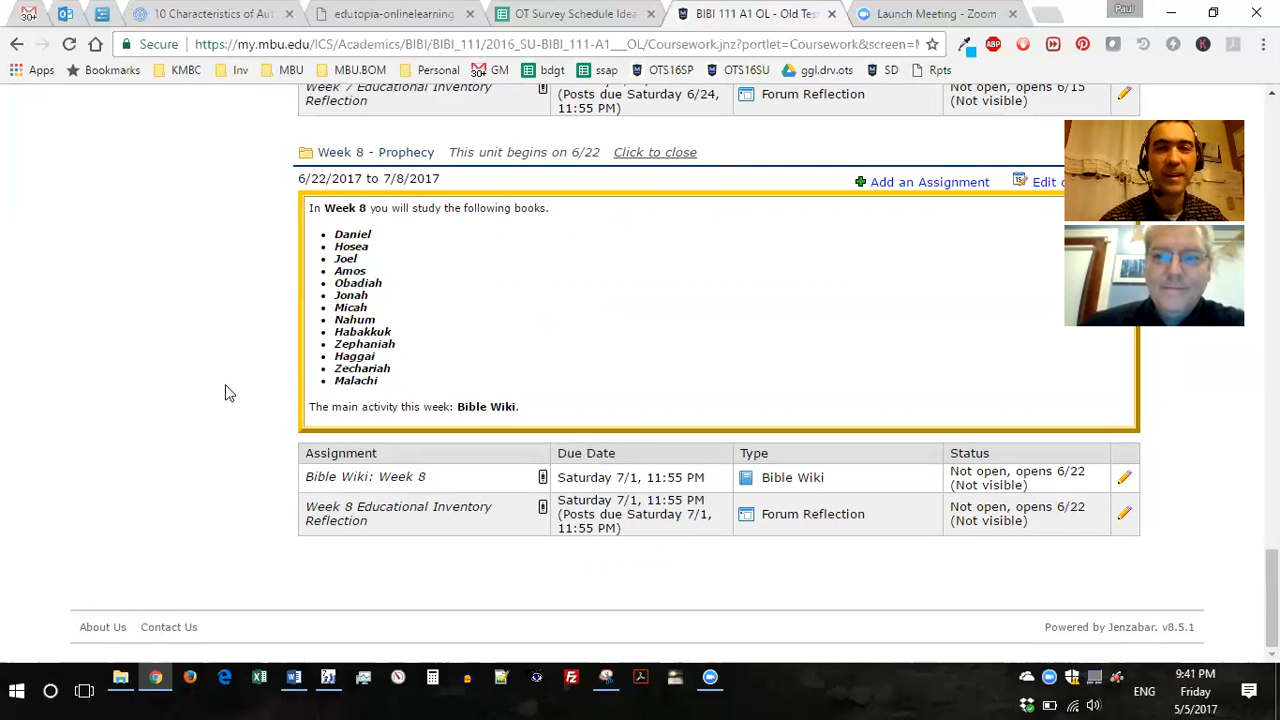 10 Characteristics of Aut
edutopia-onlinelearning
OT Survey Schedule Idea
BIBI 111 A1 OL - Old Test
Launch Meeting - Zoom
Paul
Secure
https://my.mbu.edu/ICS/Academics/BIBI/BIBI_111/2016_SU-BIBI_111-A1___OL/Coursework.jnz?portlet=Coursework&screen=
Apps Bookmarks KMBC Inv MBU MBU.BOM Personal GM bdgt ssap OTS16SP OTS16SU ggl.drv.ots SD Rpts
Week 7 Educational Inventory
Reflection
(Posts due Saturday 6/24,
11:55 PM)
Forum Reflection
Not open, opens 6/15
(Not visible)
Week 8 - Prophecy This unit begins on 6/22 Click to close
6/22/2017 to 7/8/2017
Add an Assignment
Edit
In Week 8 you will study the following books.
Daniel
Hosea
Joel
Amos
Obadiah
Jonah
Micah
Nahum
Habakkuk
Zephaniah
Haggai
Zechariah
Malachi
The main activity this week: Bible Wiki.
Assignment Due Date Type Status
Bible Wiki: Week 8
Saturday 7/1, 11:55 PM
Bible Wiki
Not open, opens 6/22
(Not visible)
Week 8 Educational Inventory
Reflection
Saturday 7/1, 11:55 PM
(Posts due Saturday 7/1,
11:55 PM)
Forum Reflection
Not open, opens 6/22
(Not visible)
About Us Contact Us
Powered by Jenzabar. v8.5.1
9:41 PM
ENG
Friday
5/5/2017